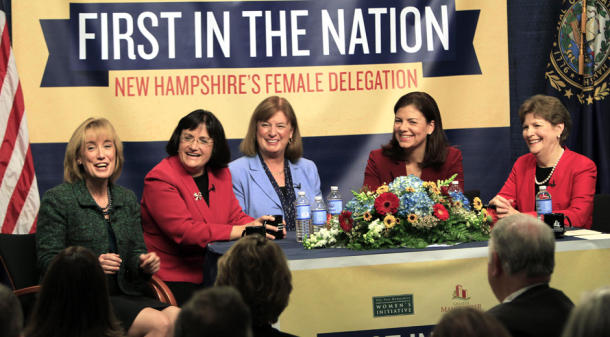 FIRST IN THE NATION
NEW HAMPSHIRE'S FEMALE DELEGATION
WOMEN'S
INITIATIVE